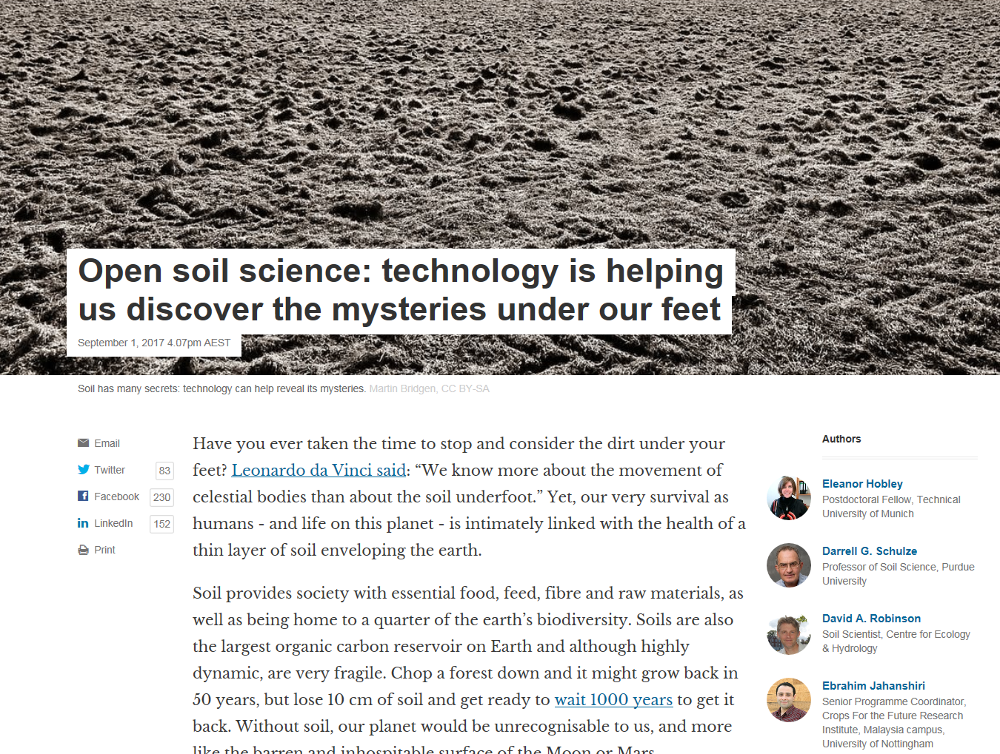 Open soil science: technology is helping
us discover the mysteries under our feet
September 1, 2017 4.07pm AEST
Soil has many secrets: technology can help reveal its mysteries. Martin Bridgen, CC BY-SA
Email
Twitter 83
Facebook 230
LinkedIn 152
Print
Have you ever taken the time to stop and consider the dirt under your
feet? Leonardo da Vinci said: “We know more about the movement of
celestial bodies than about the soil underfoot.” Yet, our very survival as
humans - and life on this planet - is intimately linked with the health of a
thin layer of soil enveloping the earth.
Soil provides society with essential food, feed, fibre and raw materials, as
well as being home to a quarter of the earth’s biodiversity. Soils are also
the largest organic carbon reservoir on Earth and although highly
dynamic, are very fragile. Chop a forest down and it might grow back in
50 years, but lose 10 cm of soil and get ready to wait 1000 years to get it
back. Without soil, our planet would be unrecognisable to us, and more
like the barren and inhospitable surface of the Moon or Mars.
Authors
Eleanor Hobley
Postdoctoral Fellow, Technical
University of Munich
Darrell G. Schulze
Professor of Soil Science, Purdue
University
David A. Robinson
Soil Scientist, Centre for Ecology
& Hydrology
Ebrahim Jahanshiri
Senior Programme Coordinator,
Crops For the Future Research
Institute, Malaysia campus,
University of Nottingham